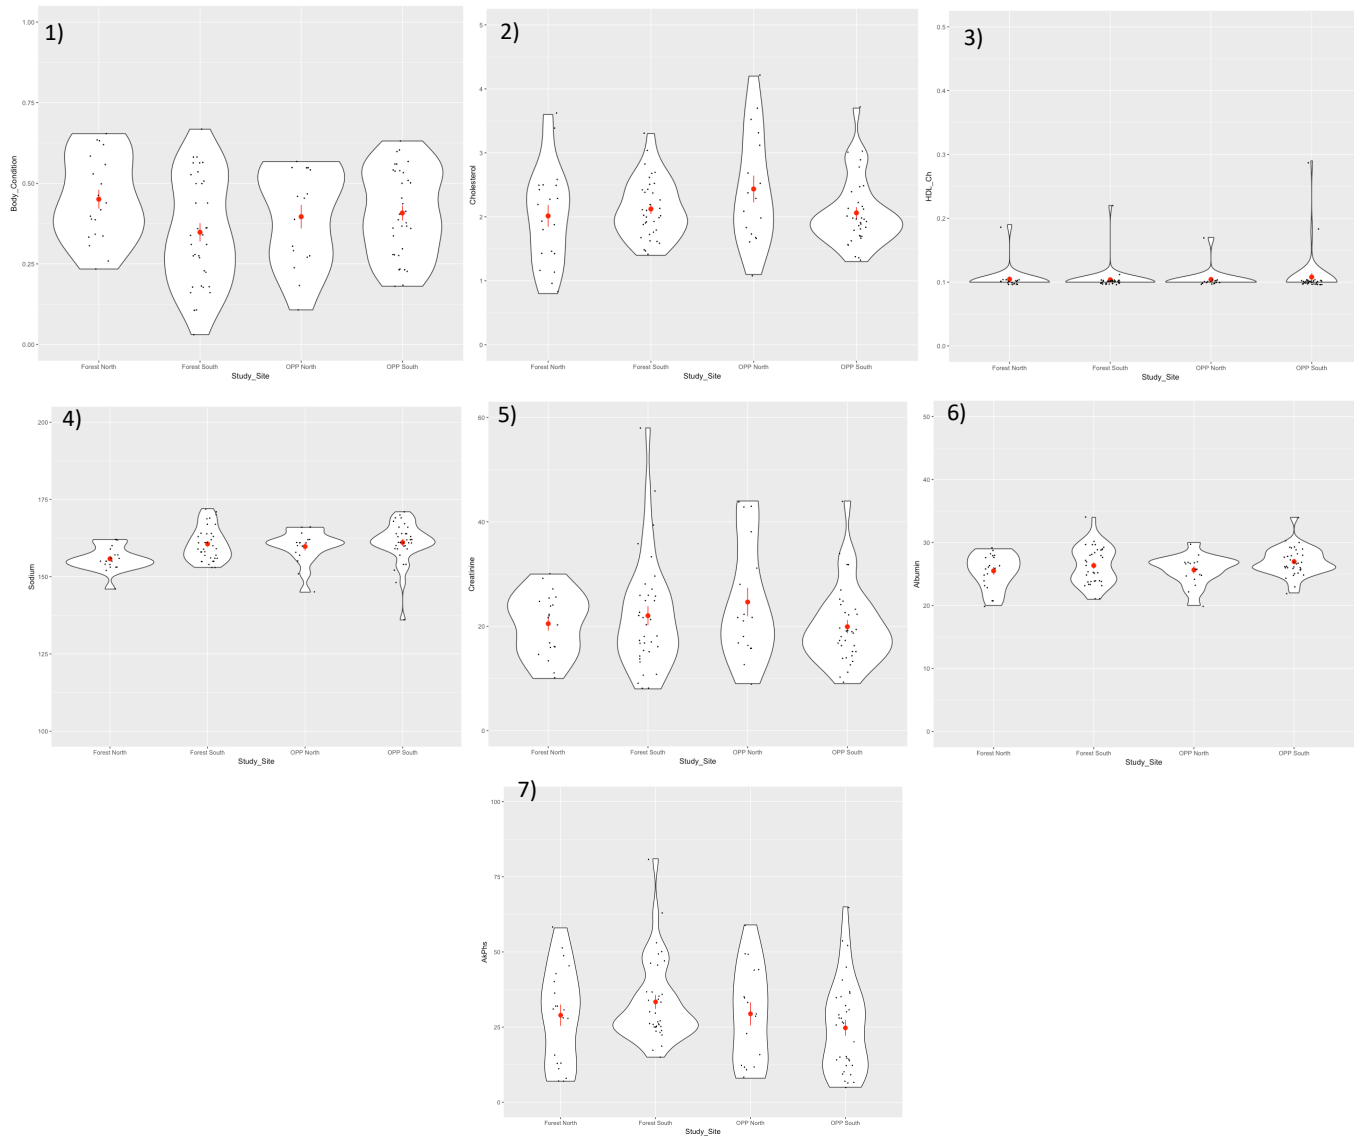 1)
1.00
0.75
0.50
0.25
0.00
Body_Condition
Forest North Forest South OPP North OPP South
Study_Site
2)
5
4
3
2
1
0
Cholesterol
Forest North Forest South OPP North OPP South
Study_Site
3)
0.5
0.4
0.3
0.2
0.1
0.0
HDL_Ch
Forest North Forest South OPP North OPP South
Study_Site
4)
200
175
150
125
100
Sodium
Forest North Forest South OPP North OPP South
Study_Site
5)
60
40
20
0
Creatinine
Forest North Forest South OPP North OPP South
Study_Site
6)
50
40
30
20
10
0
Albumin
Forest North Forest South OPP North OPP South
Study_Site
7)
100
75
50
25
0
AkPhs
Forest North Forest South OPP North OPP South
Study_Site